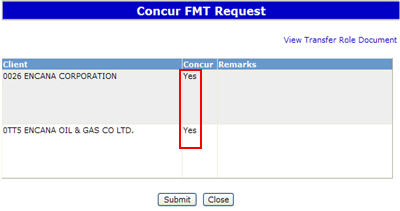 Concur FMT Request
View Transfer Role Document
Client Concur Remarks
0026 ENCANA CORPORATION Yes
0TT5 ENCANA OIL & GAS CO LTD. Yes
Submit Close